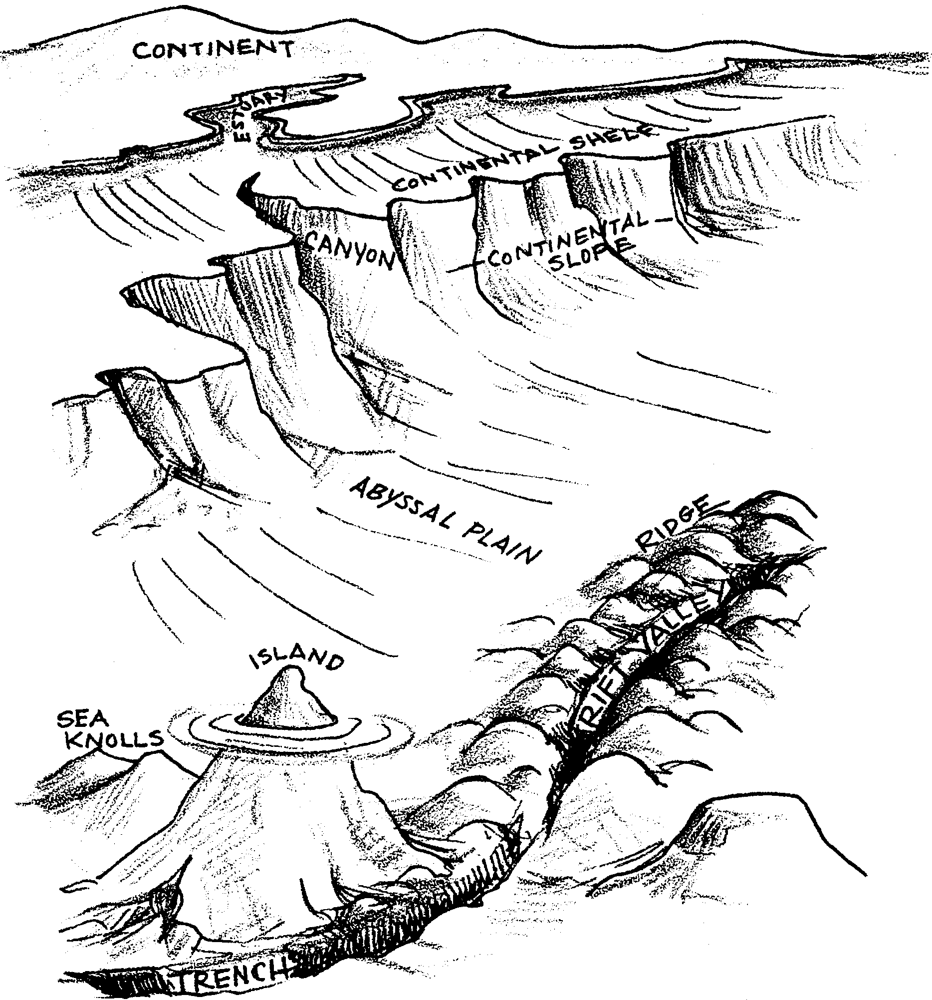 CONTINENT
ESTUARY
CONTINENTAL SHELF
CANYON
CONTINENTAL
SLOPE
ABYSSAL PLAIN
RIDGE
RIFT VALLEY
ISLAND
SEA
KNOLLS
TRENCH